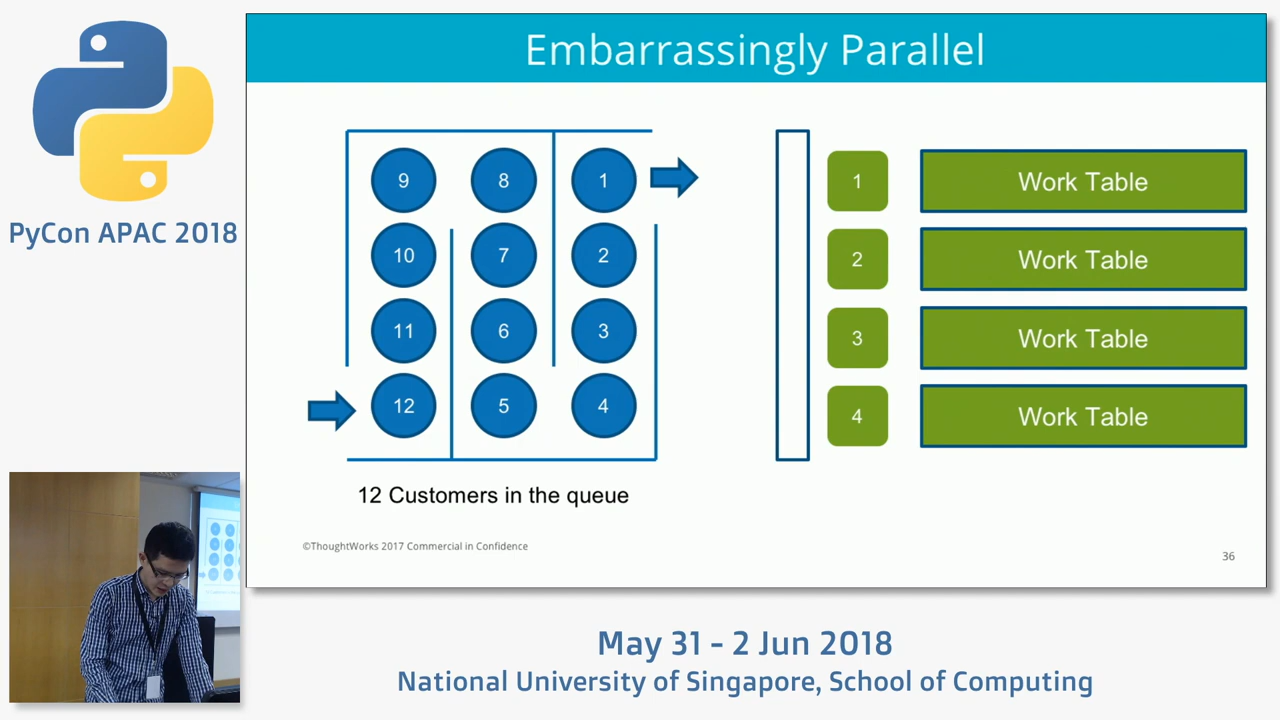 Embarrassingly Parallel
PyCon APAC 2018
9 8 1
10 7 2
11 6 3
12 5 4
1 Work Table
2 Work Table
3 Work Table
4 Work Table
12 Customers in the queue
©ThoughtWorks 2017 Commercial in Confidence
36
May 31 - 2 Jun 2018
National University of Singapore, School of Computing